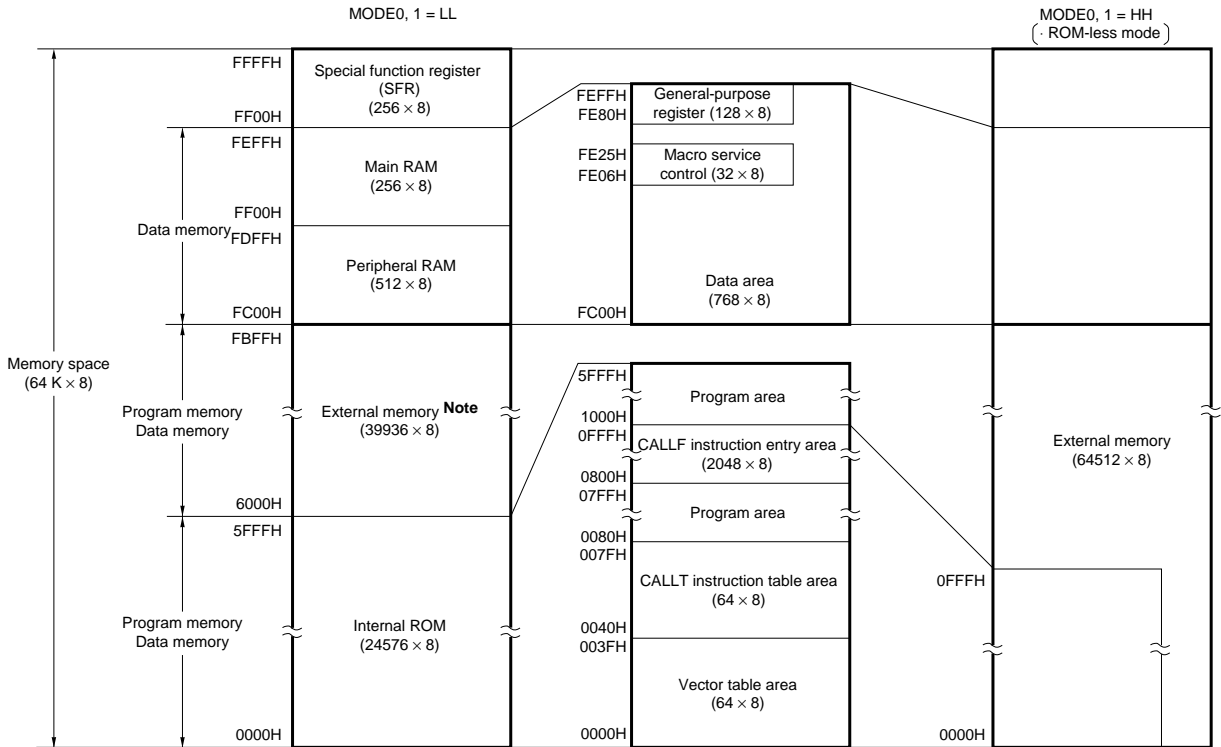 MODE0, 1 = LL
MODE0, 1 = HH
( · ROM-less mode )
FFFFH
Special function register
(SFR)
(256 × 8)
FF00H
FEFFH
Main RAM
(256 × 8)
FF00H
FDFFH
Data memory
Peripheral RAM
(512 × 8)
FC00H
FBFFH
Memory space
(64 K × 8)
Program memory
Data memory
External memory Note
(39936 × 8)
6000H
5FFFH
Program memory
Data memory
Internal ROM
(24576 × 8)
0000H
FEFFH
General-purpose
register (128 × 8)
FE80H
FE25H
Macro service
control (32 × 8)
FE06H
Data area
(768 × 8)
FC00H
5FFFH
Program area
1000H
0FFFH
CALLF instruction entry area
(2048 × 8)
0800H
07FFH
Program area
0080H
007FH
CALLT instruction table area
(64 × 8)
0040H
003FH
Vector table area
(64 × 8)
0000H
External memory
(64512 × 8)
0FFFH
0000H